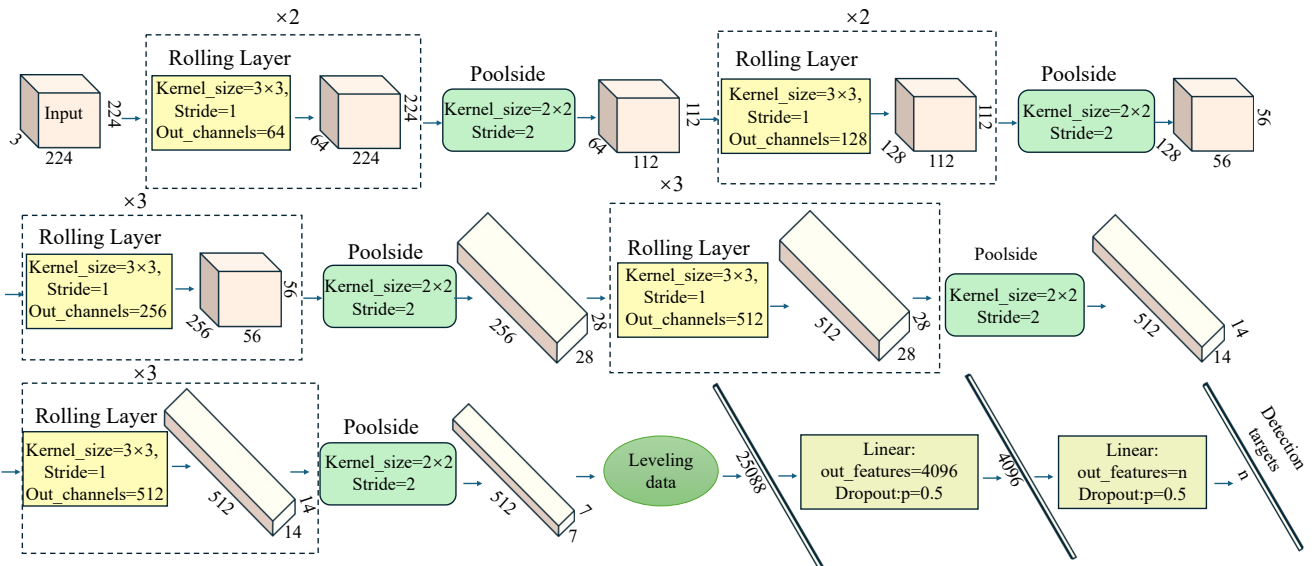 ×2
Rolling Layer
Input
3
224
224
Kernel_size=3×3,
Stride=1
Out_channels=64
64
224
224
Poolside
Kernel_size=2×2
Stride=2
64
112
112
×2
Rolling Layer
Kernel_size=3×3,
Stride=1
Out_channels=128
128
112
112
Poolside
Kernel_size=2×2
Stride=2
128
56
56
×3
Rolling Layer
Kernel_size=3×3,
Stride=1
Out_channels=256
256
56
56
Poolside
Kernel_size=2×2
Stride=2
256
28
28
×3
Rolling Layer
Kernel_size=3×3,
Stride=1
Out_channels=512
512
28
28
Poolside
Kernel_size=2×2
Stride=2
512
14
14
×3
Rolling Layer
Kernel_size=3×3,
Stride=1
Out_channels=512
512
14
14
Poolside
Kernel_size=2×2
Stride=2
512
7
7
Leveling
data
25088
Linear:
out_features=4096
Dropout:p=0.5
4096
Linear:
out_features=n
Dropout:p=0.5
n
Detection
targets